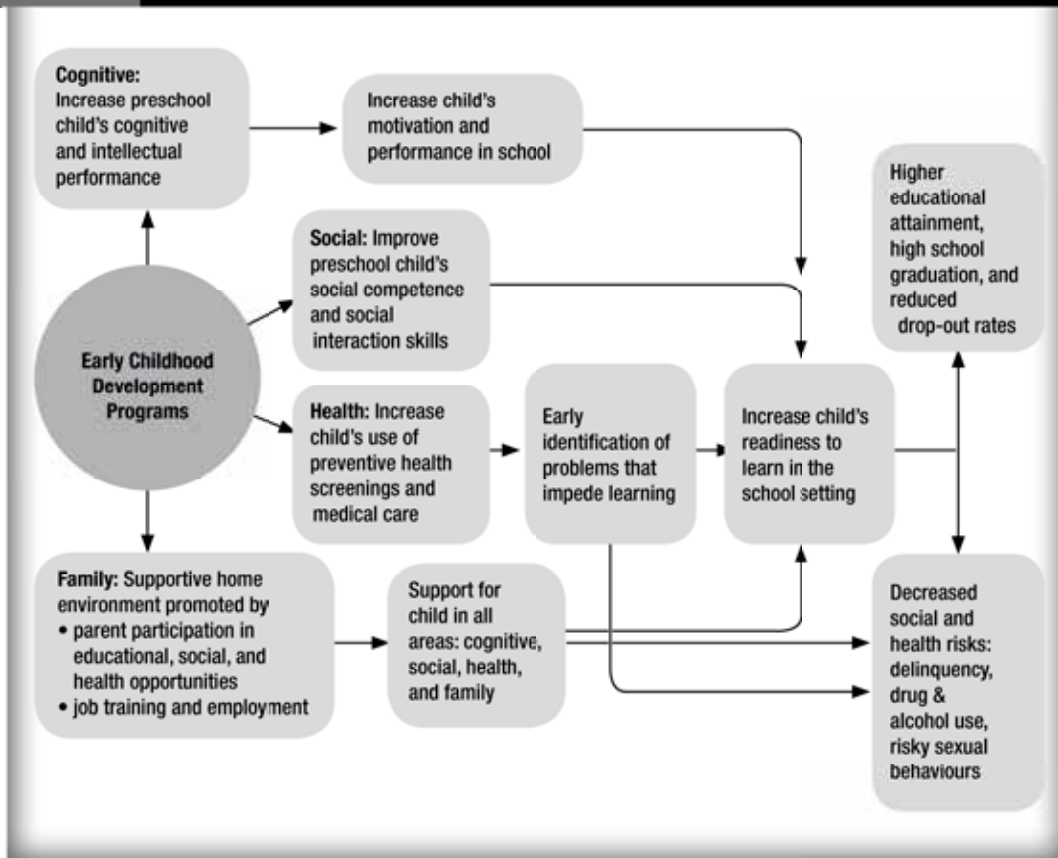 Cognitive:
Increase preschool
child's cognitive
and intellectual
performance
Increase child's
motivation and
performance in school
Social: Improve
preschool child's
social competence
and social
interaction skills
Higher
educational
attainment,
high school
graduation, and
reduced
drop-out rates
Early Childhood
Development
Programs
Health: Increase
child's use of
preventive health
screenings and
medical care
Early
identification of
problems that
impede learning
Increase child's
readiness to
learn in the
school setting
Family: Supportive home
environment promoted by
• parent participation in
educational, social, and
health opportunities
• job training and employment
Support for
child in all
areas: cognitive,
social, health,
and family
Decreased
social and
health risks:
delinquency,
drug &
alcohol use,
risky sexual
behaviours